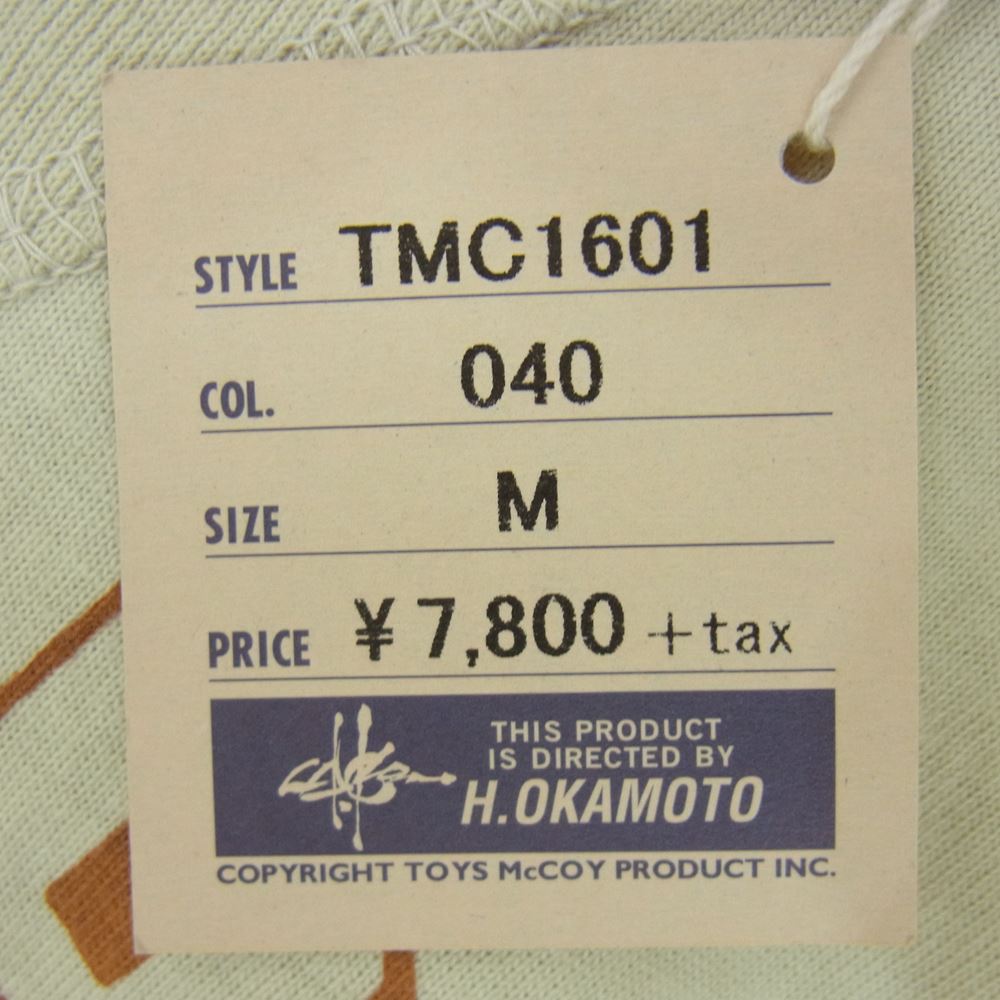 STYLE TMC1601
COL. 040
SIZE M
PRICE ¥7,800 +tax
THIS PRODUCT
IS DIRECTED BY
H.OKAMOTO
COPYRIGHT TOYS McCOY PRODUCT INC.